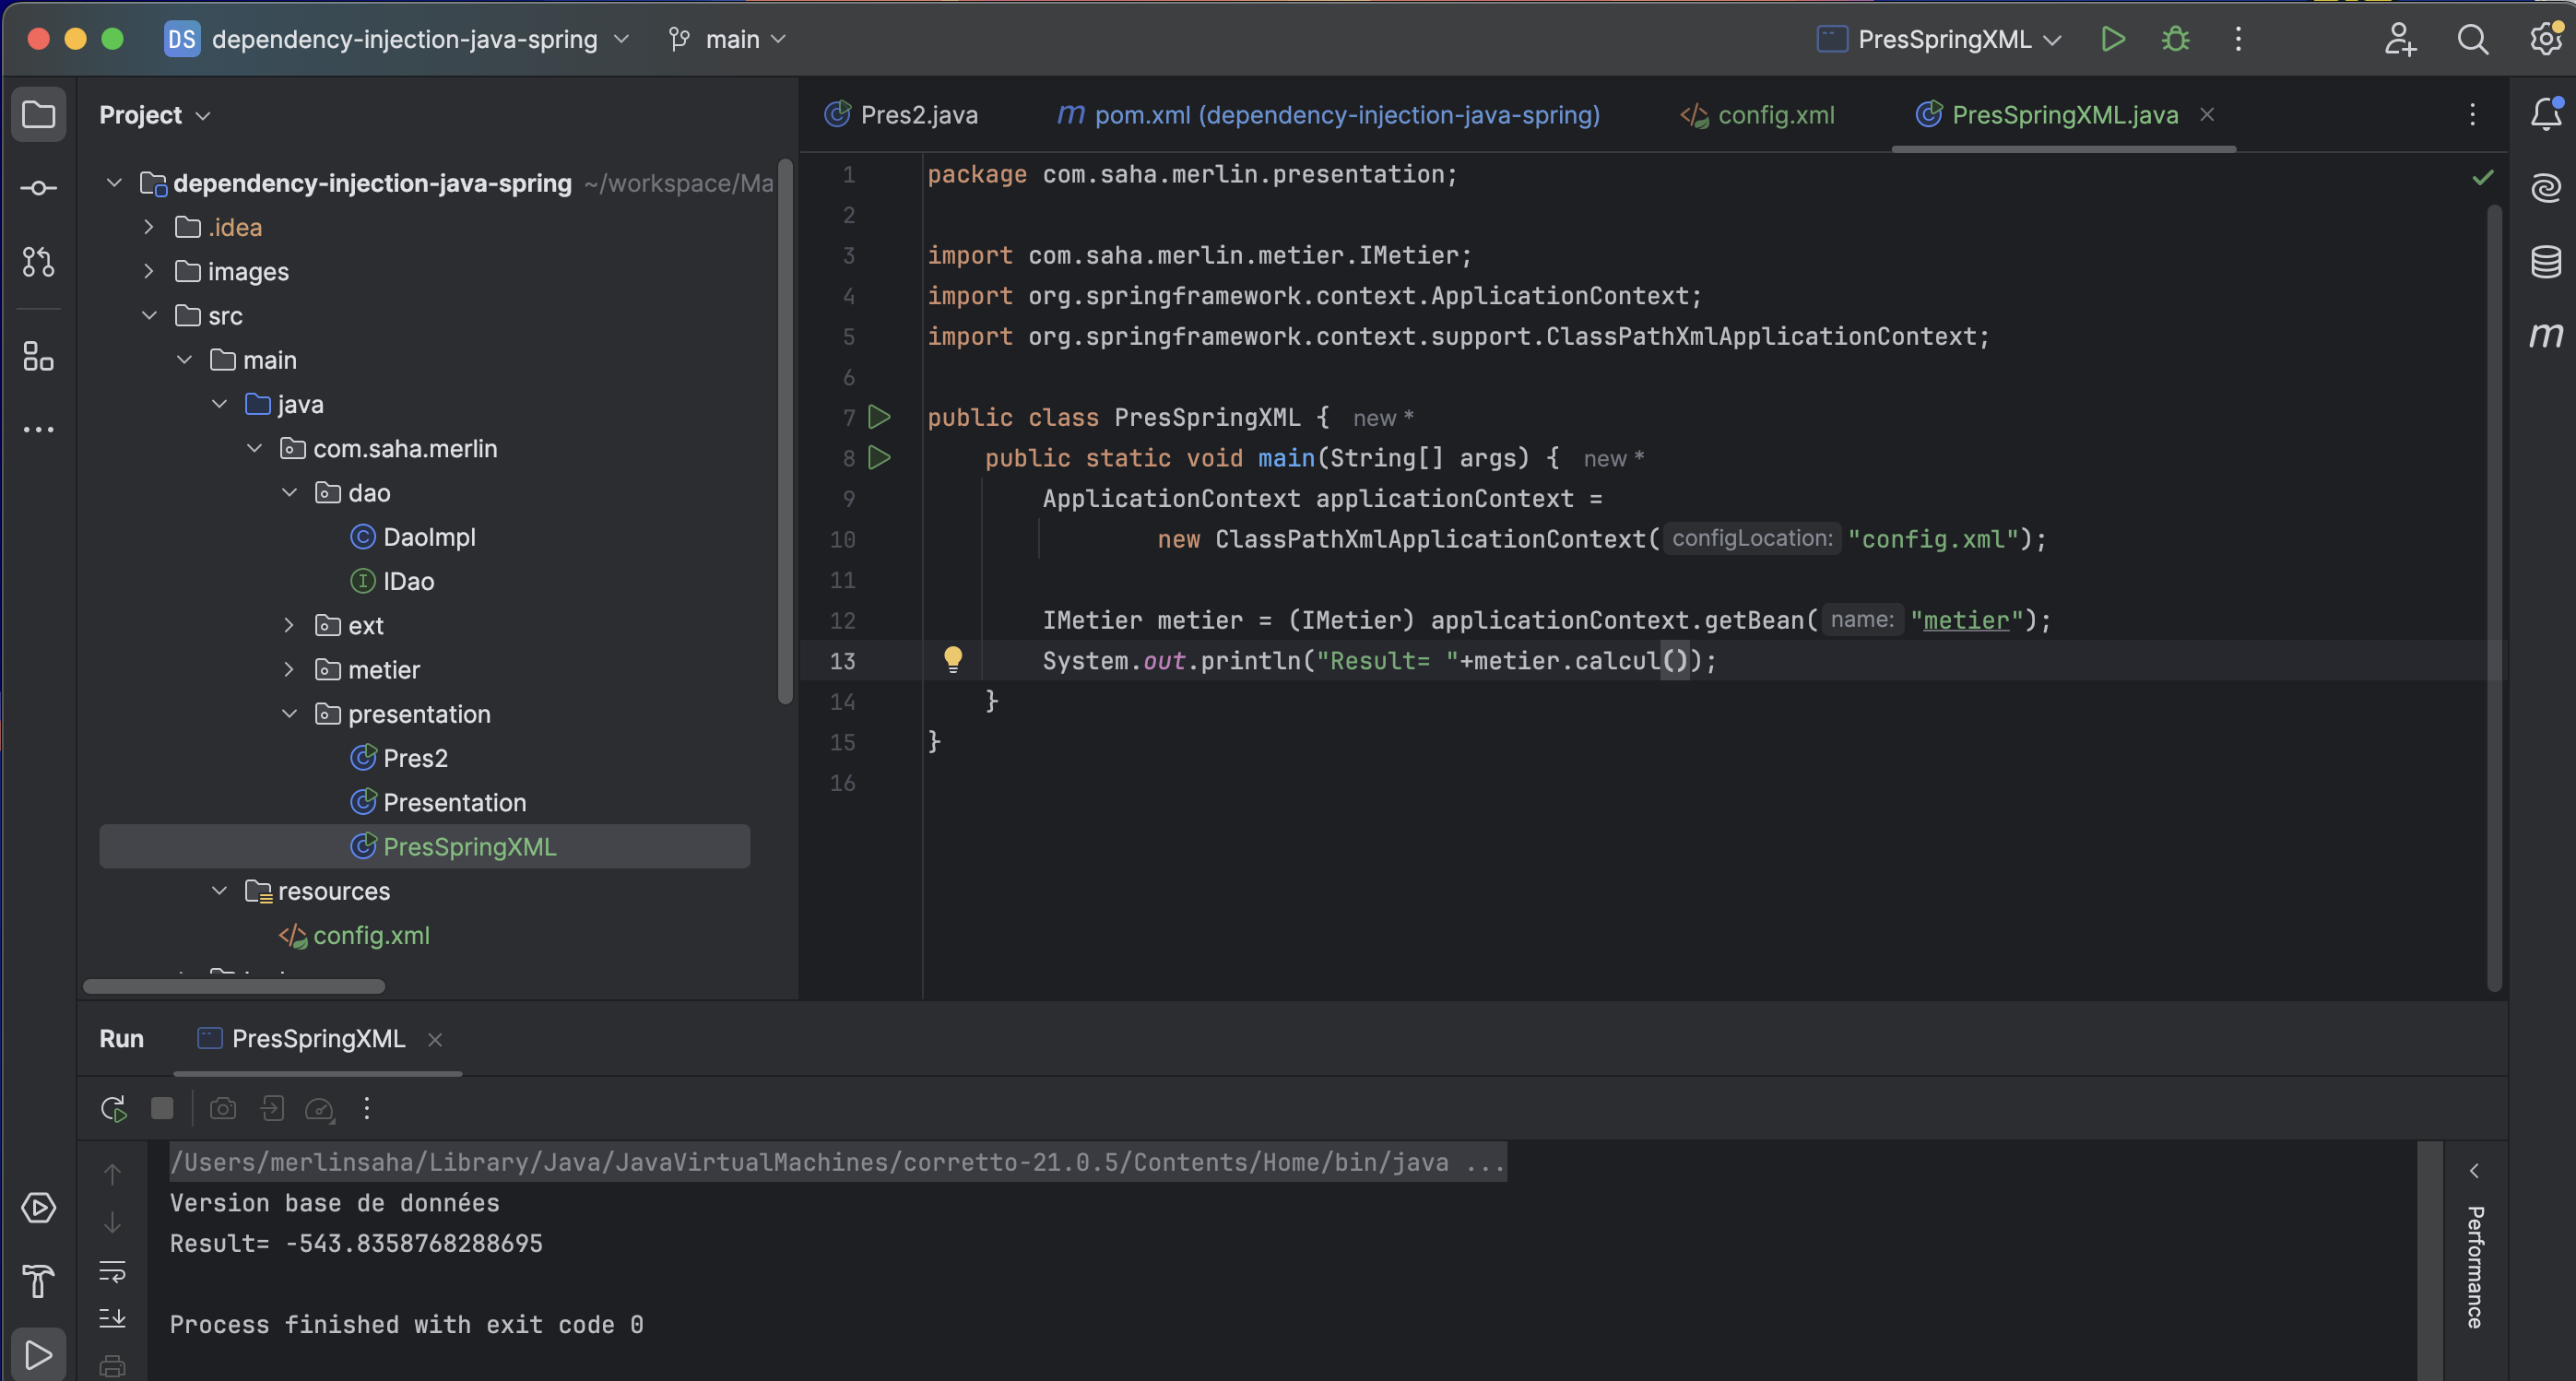 DS dependency-injection-java-spring main PresSpringXML
Project
dependency-injection-java-spring ~/workspace/Ma
.idea
images
src
main
java
com.saha.merlin
dao
DaoImpl
IDao
ext
metier
presentation
Pres2
Presentation
PresSpringXML
resources
config.xml
Pres2.java m pom.xml (dependency-injection-java-spring) config.xml PresSpringXML.java
1 package com.saha.merlin.presentation;
2
3 import com.saha.merlin.metier.IMetier;
4 import org.springframework.context.ApplicationContext;
5 import org.springframework.context.support.ClassPathXmlApplicationContext;
6
7 public class PresSpringXML { new *
8 public static void main(String[] args) { new *
9 ApplicationContext applicationContext =
10 new ClassPathXmlApplicationContext( configLocation: "config.xml");
11
12 IMetier metier = (IMetier) applicationContext.getBean( name: "metier");
13 System.out.println("Result= "+metier.calcul());
14 }
15 }
16
m
Run PresSpringXML
/Users/merlinsaha/Library/Java/JavaVirtualMachines/corretto-21.0.5/Contents/Home/bin/java ...
Version base de données
Result= -543.8358768288695
Process finished with exit code 0
Performance